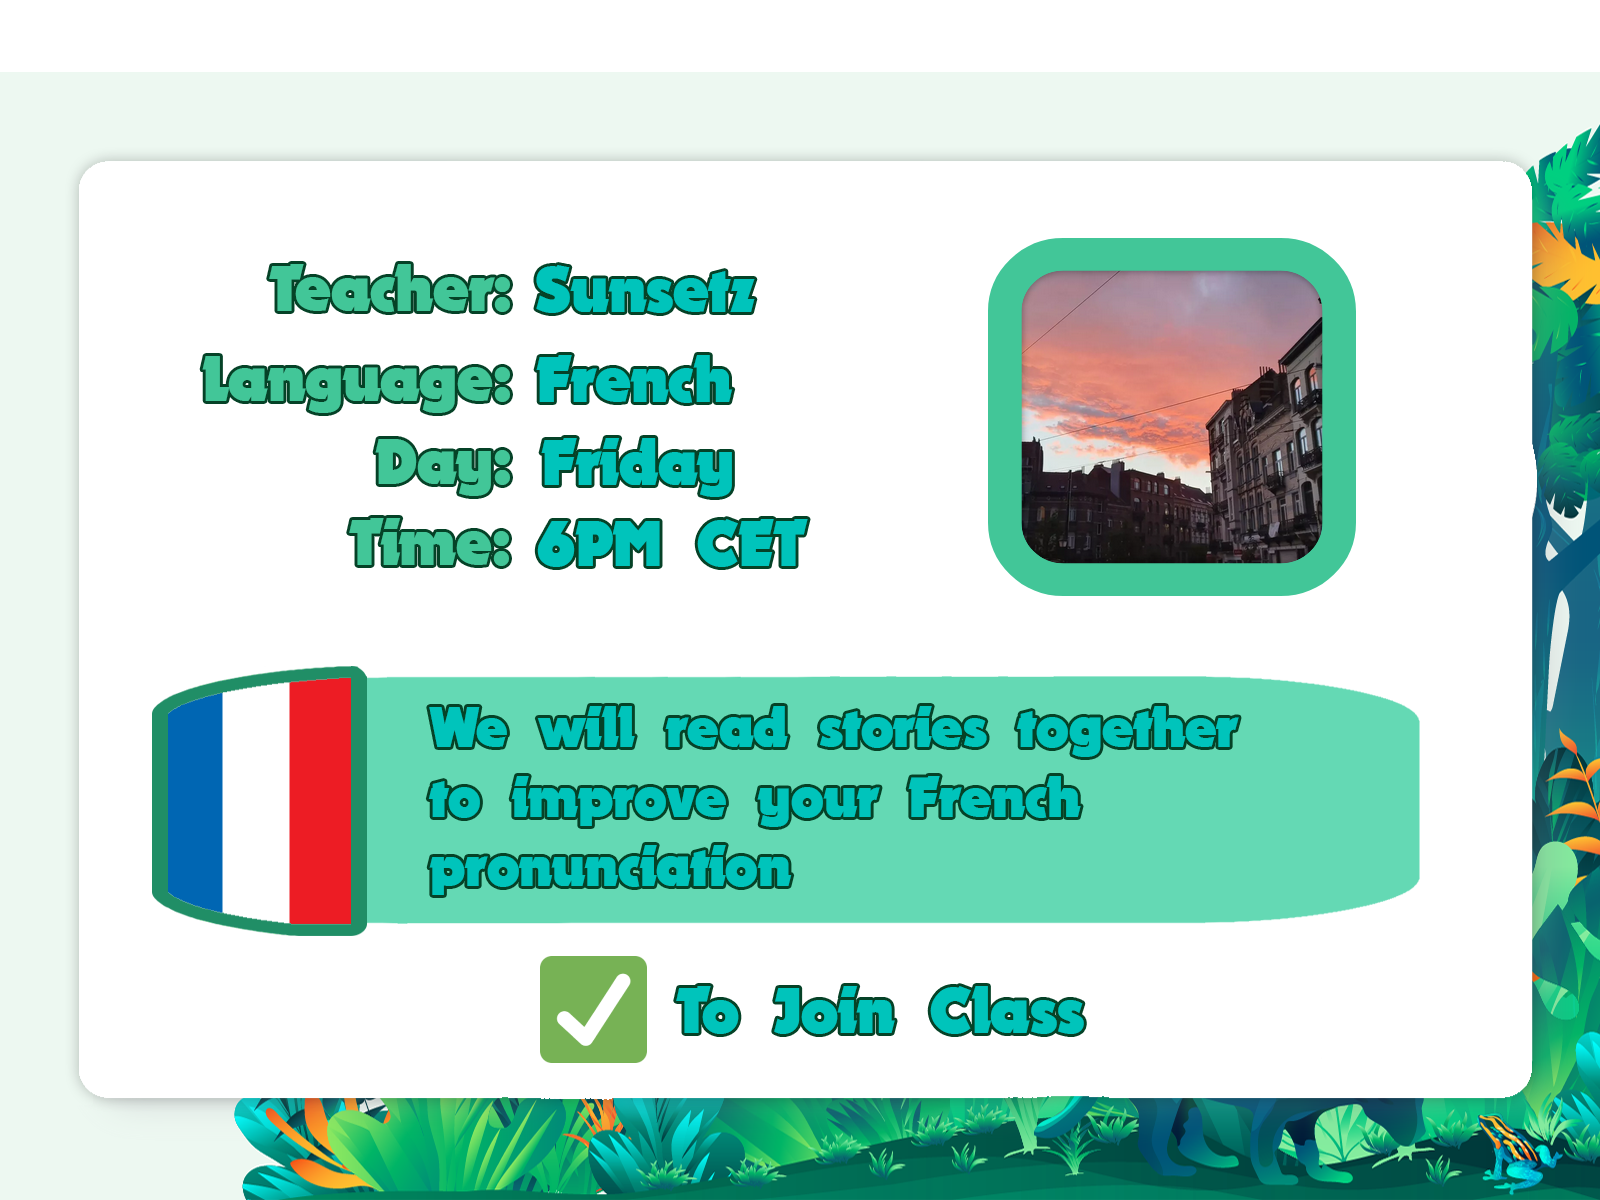 Teacher: Sunsetz
Language: French
Day: Friday
Time: 6PM CET
We will read stories together
to improve your French
pronunciation
To Join Class